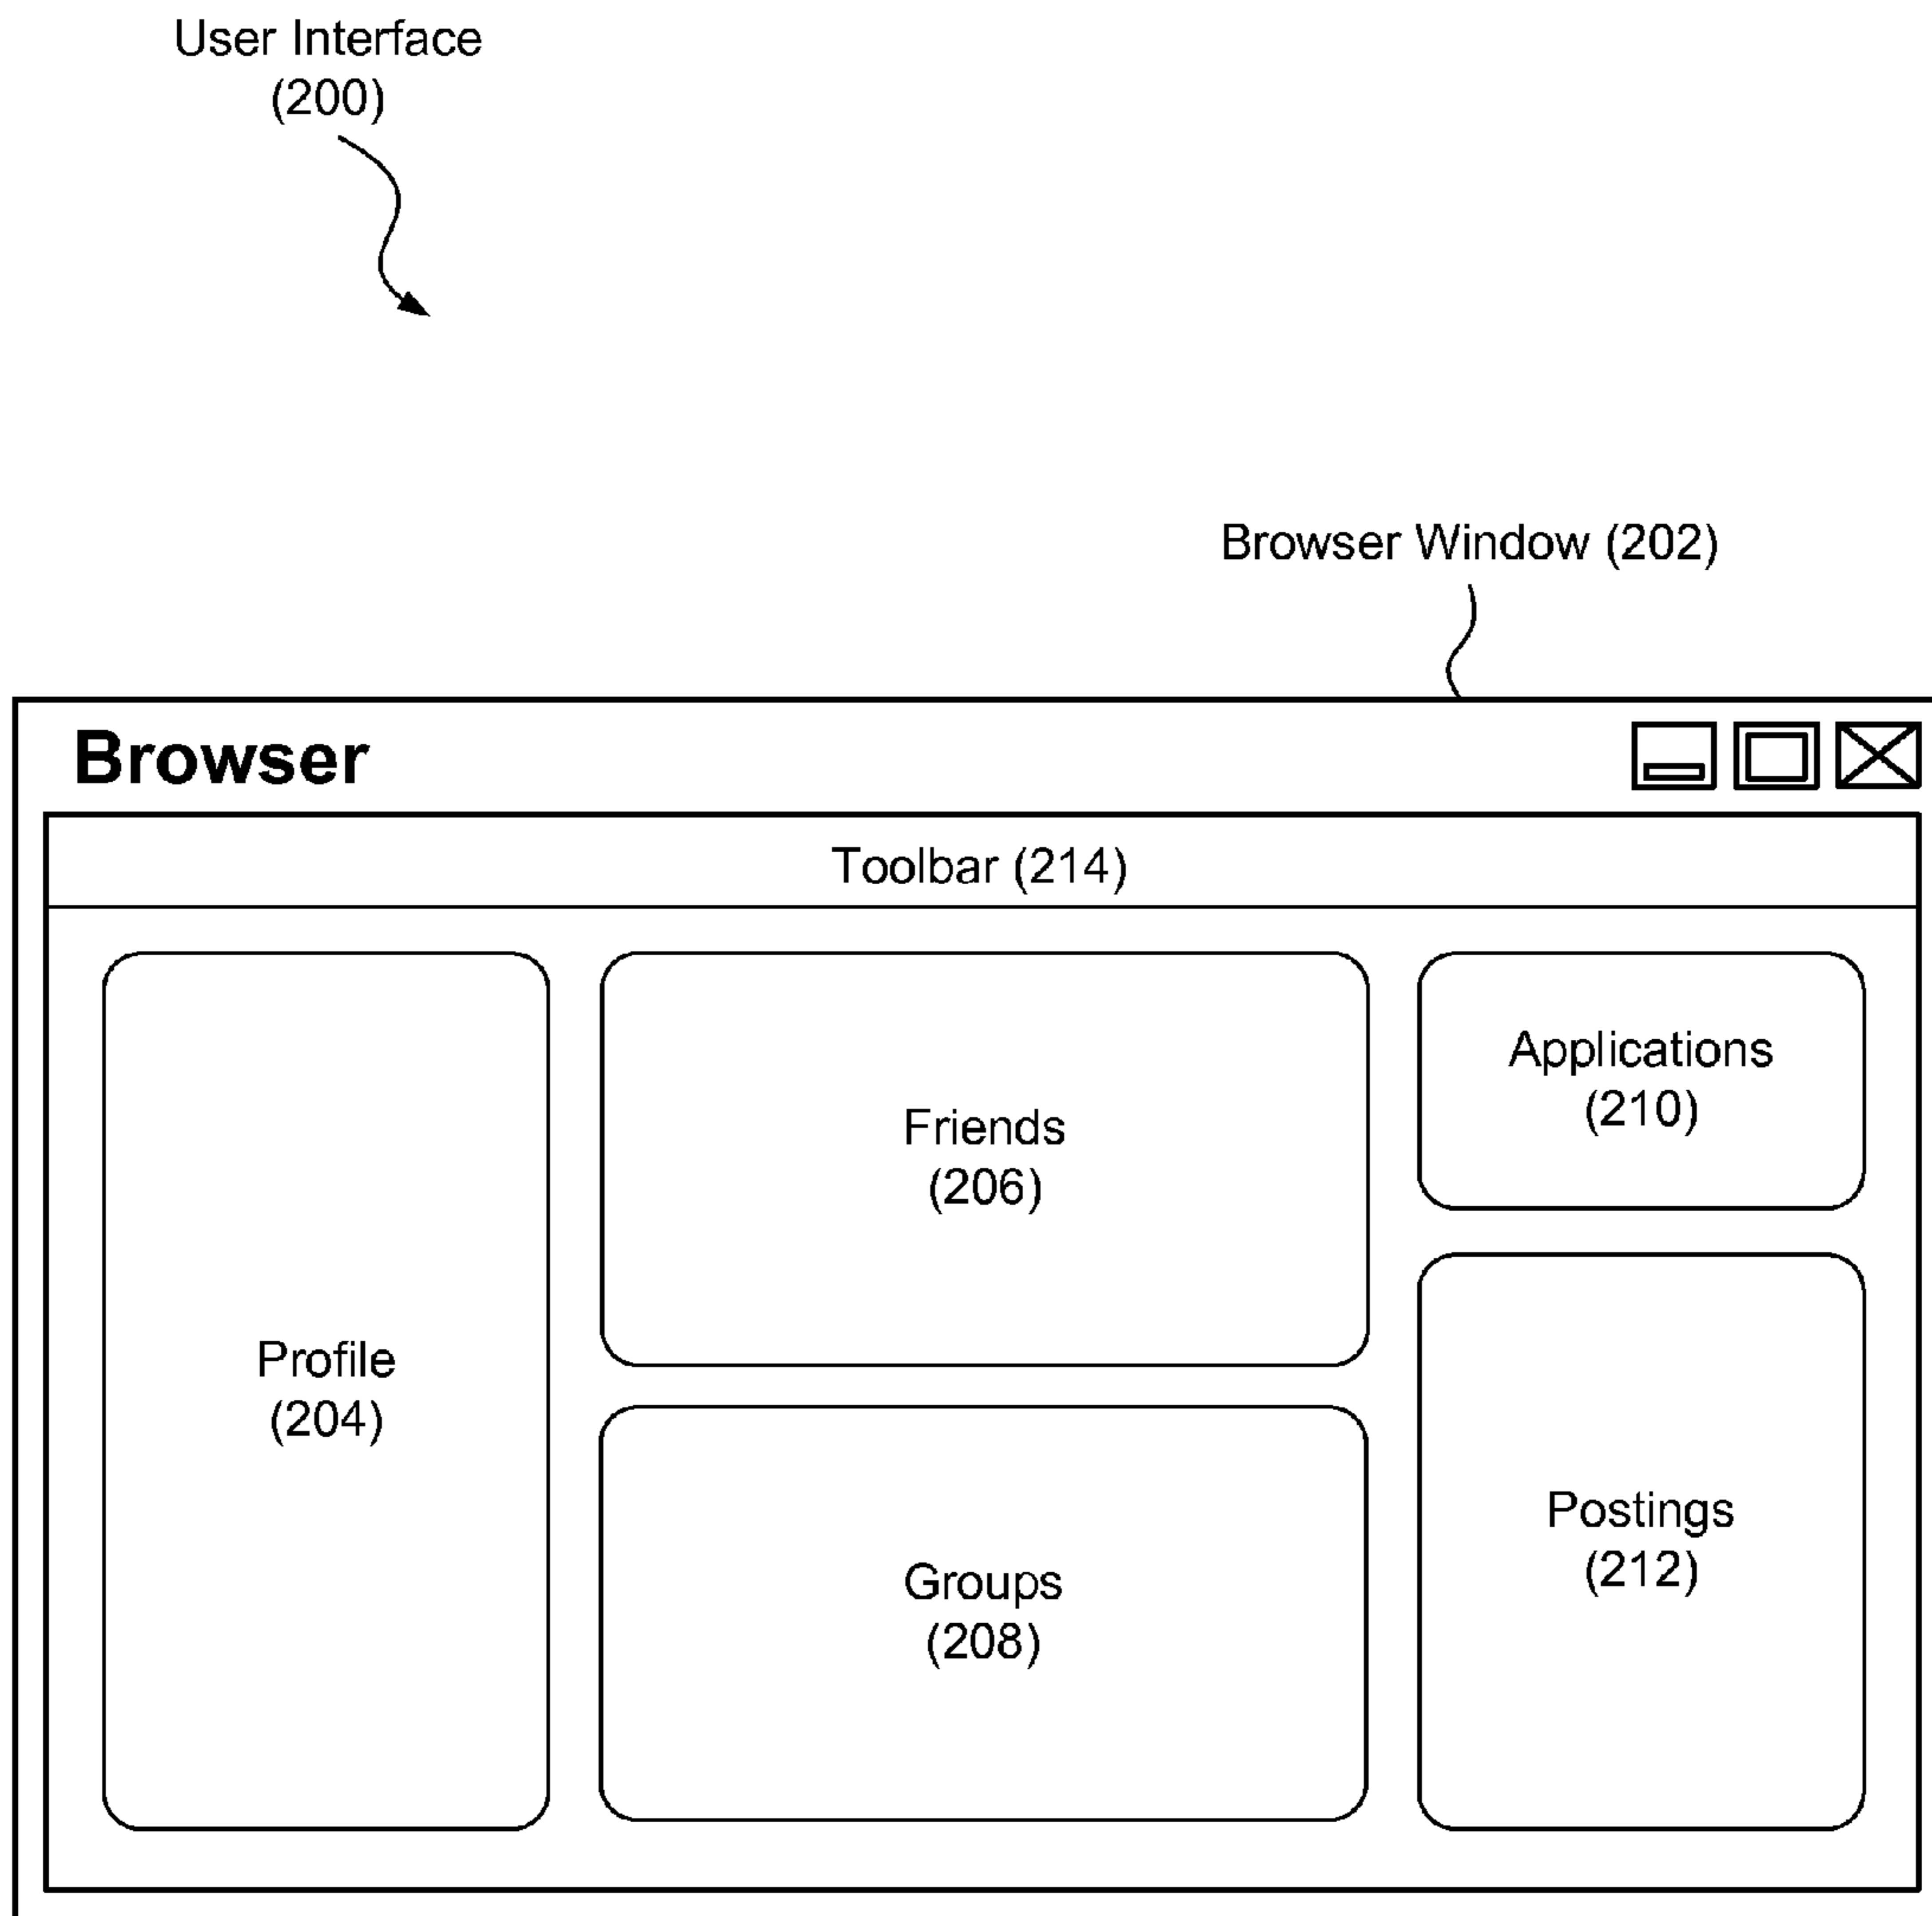 User Interface
(200)
Browser Window (202)
Browser
Toolbar (214)
Profile
(204)
Friends
(206)
Groups
(208)
Applications
(210)
Postings
(212)